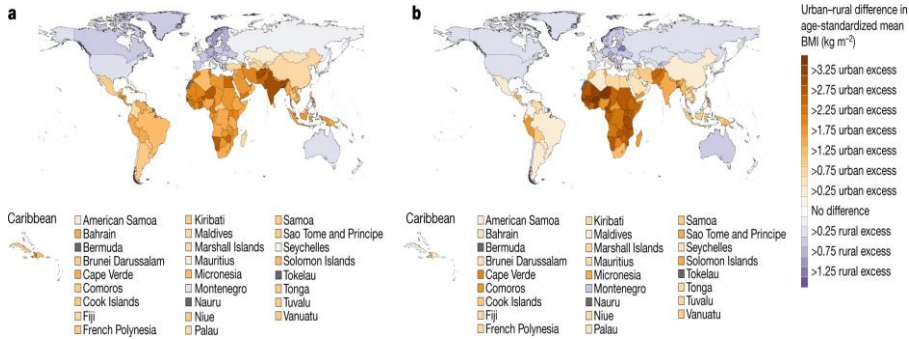 a
b
Urban–rural difference in
age-standardized mean
BMI (kg m⁻²)
>3.25 urban excess
>2.75 urban excess
>2.25 urban excess
>1.75 urban excess
>1.25 urban excess
>0.75 urban excess
>0.25 urban excess
No difference
>0.25 rural excess
>0.75 rural excess
>1.25 rural excess
Caribbean
American Samoa
Bahrain
Bermuda
Brunei Darussalam
Cape Verde
Comoros
Cook Islands
Fiji
French Polynesia
Kiribati
Maldives
Marshall Islands
Mauritius
Micronesia
Montenegro
Nauru
Niue
Palau
Samoa
Sao Tome and Principe
Seychelles
Solomon Islands
Tokelau
Tonga
Tuvalu
Vanuatu
Caribbean
American Samoa
Bahrain
Bermuda
Brunei Darussalam
Cape Verde
Comoros
Cook Islands
Fiji
French Polynesia
Kiribati
Maldives
Marshall Islands
Mauritius
Micronesia
Montenegro
Nauru
Niue
Palau
Samoa
Sao Tome and Principe
Seychelles
Solomon Islands
Tokelau
Tonga
Tuvalu
Vanuatu